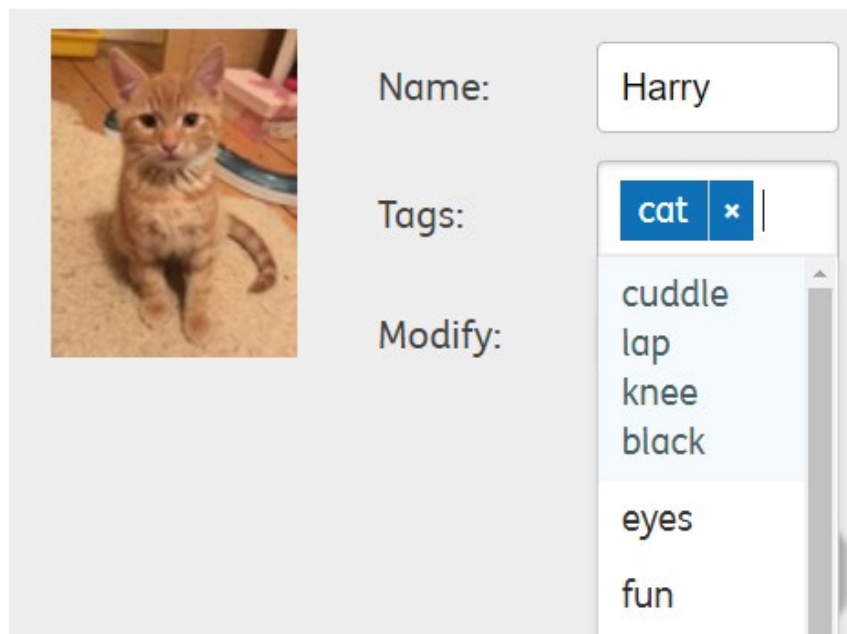 Name: Harry
Tags: cat ×
cuddle
lap
knee
Modify:
black
eyes
fun